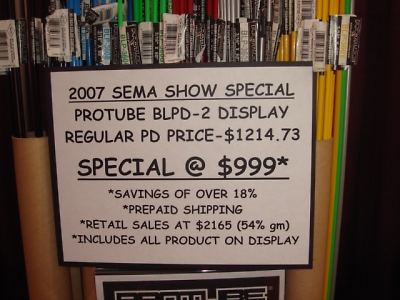 2007 SEMA SHOW SPECIAL
PROTUBE BLPD-2 DISPLAY
REGULAR PD PRICE-$1214.73
SPECIAL @ $999*
*SAVINGS OF OVER 18%
*PREPAID SHIPPING
*RETAIL SALES AT $2165 (54% gm)
*INCLUDES ALL PRODUCT ON DISPLAY